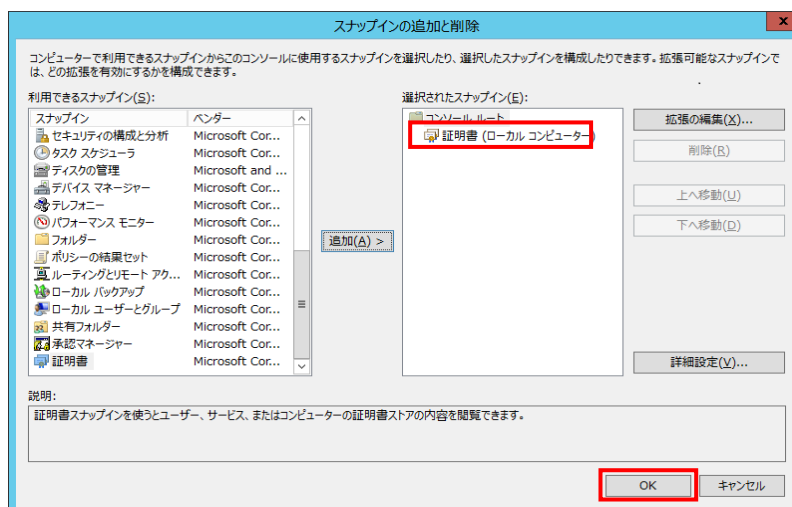 スナップインの追加と削除
x
コンピューターで利用できるスナップインからこのコンソールに使用するスナップインを選択したり、選択したスナップインを構成したりできます。拡張可能なスナップインで
は、どの拡張を有効にするかを構成できます。
利用できるスナップイン(S):
スナップイン ベンダー
セキュリティの構成と分析 Microsoft Cor...
タスク スケジューラ Microsoft Cor...
ディスクの管理 Microsoft and ...
デバイス マネージャー Microsoft Cor...
テレフォニー Microsoft Cor...
パフォーマンス モニター Microsoft Cor...
フォルダー Microsoft Cor...
ポリシーの結果セット Microsoft Cor...
ルーティングとリモート アク... Microsoft Cor...
ローカル バックアップ Microsoft Cor...
ローカル ユーザーとグループ Microsoft Cor...
共有フォルダー Microsoft Cor...
承認マネージャー Microsoft Cor...
証明書 Microsoft Cor...
追加(A) >
選択されたスナップイン(E):
コンソール ルート
証明書 (ローカル コンピューター)
拡張の編集(X)...
削除(R)
上へ移動(U)
下へ移動(D)
詳細設定(V)...
説明:
証明書スナップインを使うとユーザー、サービス、またはコンピューターの証明書ストアの内容を閲覧できます。
OK
キャンセル